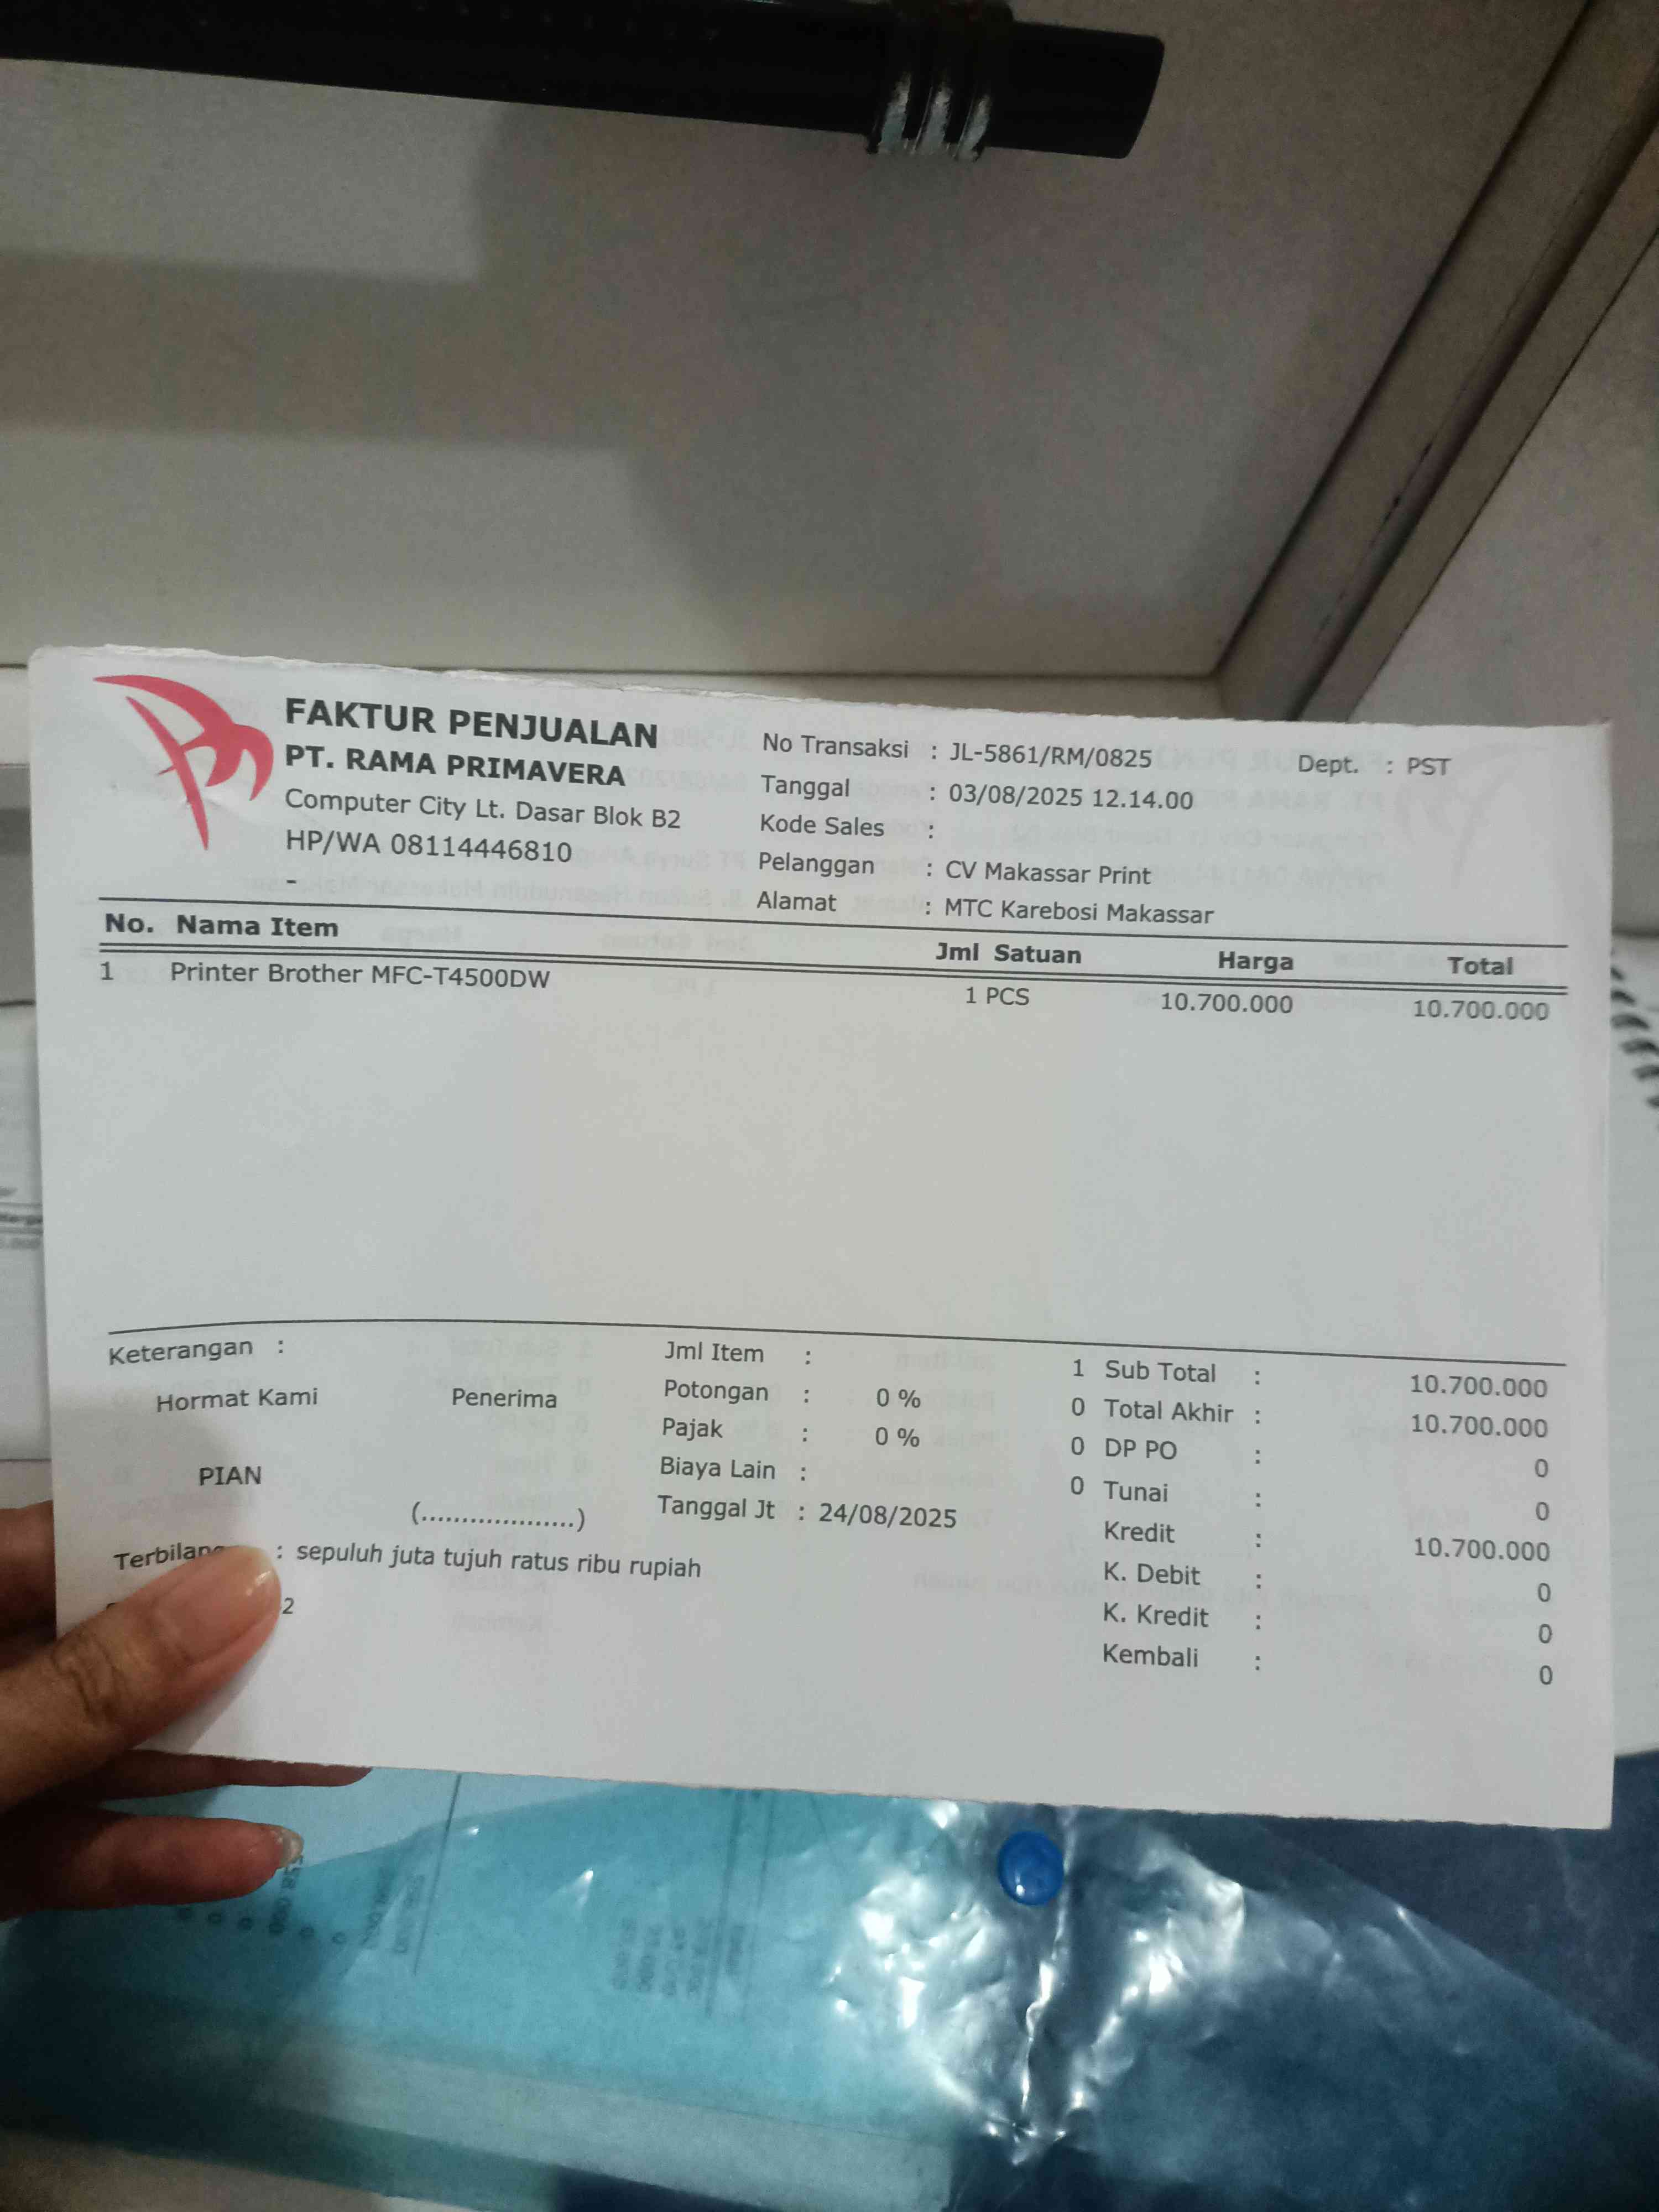 FAKTUR PENJUALAN
PT. RAMA PRIMAVERA
Computer City Lt. Dasar Blok B2
HP/WA 08114446810
-
No Transaksi : JL-5861/RM/0825 Dept. : PST
Tanggal : 03/08/2025 12.14.00
Kode Sales :
Pelanggan : CV Makassar Print
Alamat : MTC Karebosi Makassar
No. Nama Item Jml Satuan Harga Total
1 Printer Brother MFC-T4500DW 1 PCS 10.700.000 10.700.000
Keterangan :
Hormat Kami Penerima
PIAN
(...................)
Jml Item : 1
Potongan : 0 % 0
Pajak : 0 % 0
Biaya Lain : 0
Tanggal Jt : 24/08/2025
Sub Total : 10.700.000
Total Akhir : 10.700.000
DP PO : 0
Tunai : 0
Kredit : 10.700.000
K. Debit : 0
K. Kredit : 0
Kembali : 0
: sepuluh juta tujuh ratus ribu rupiah